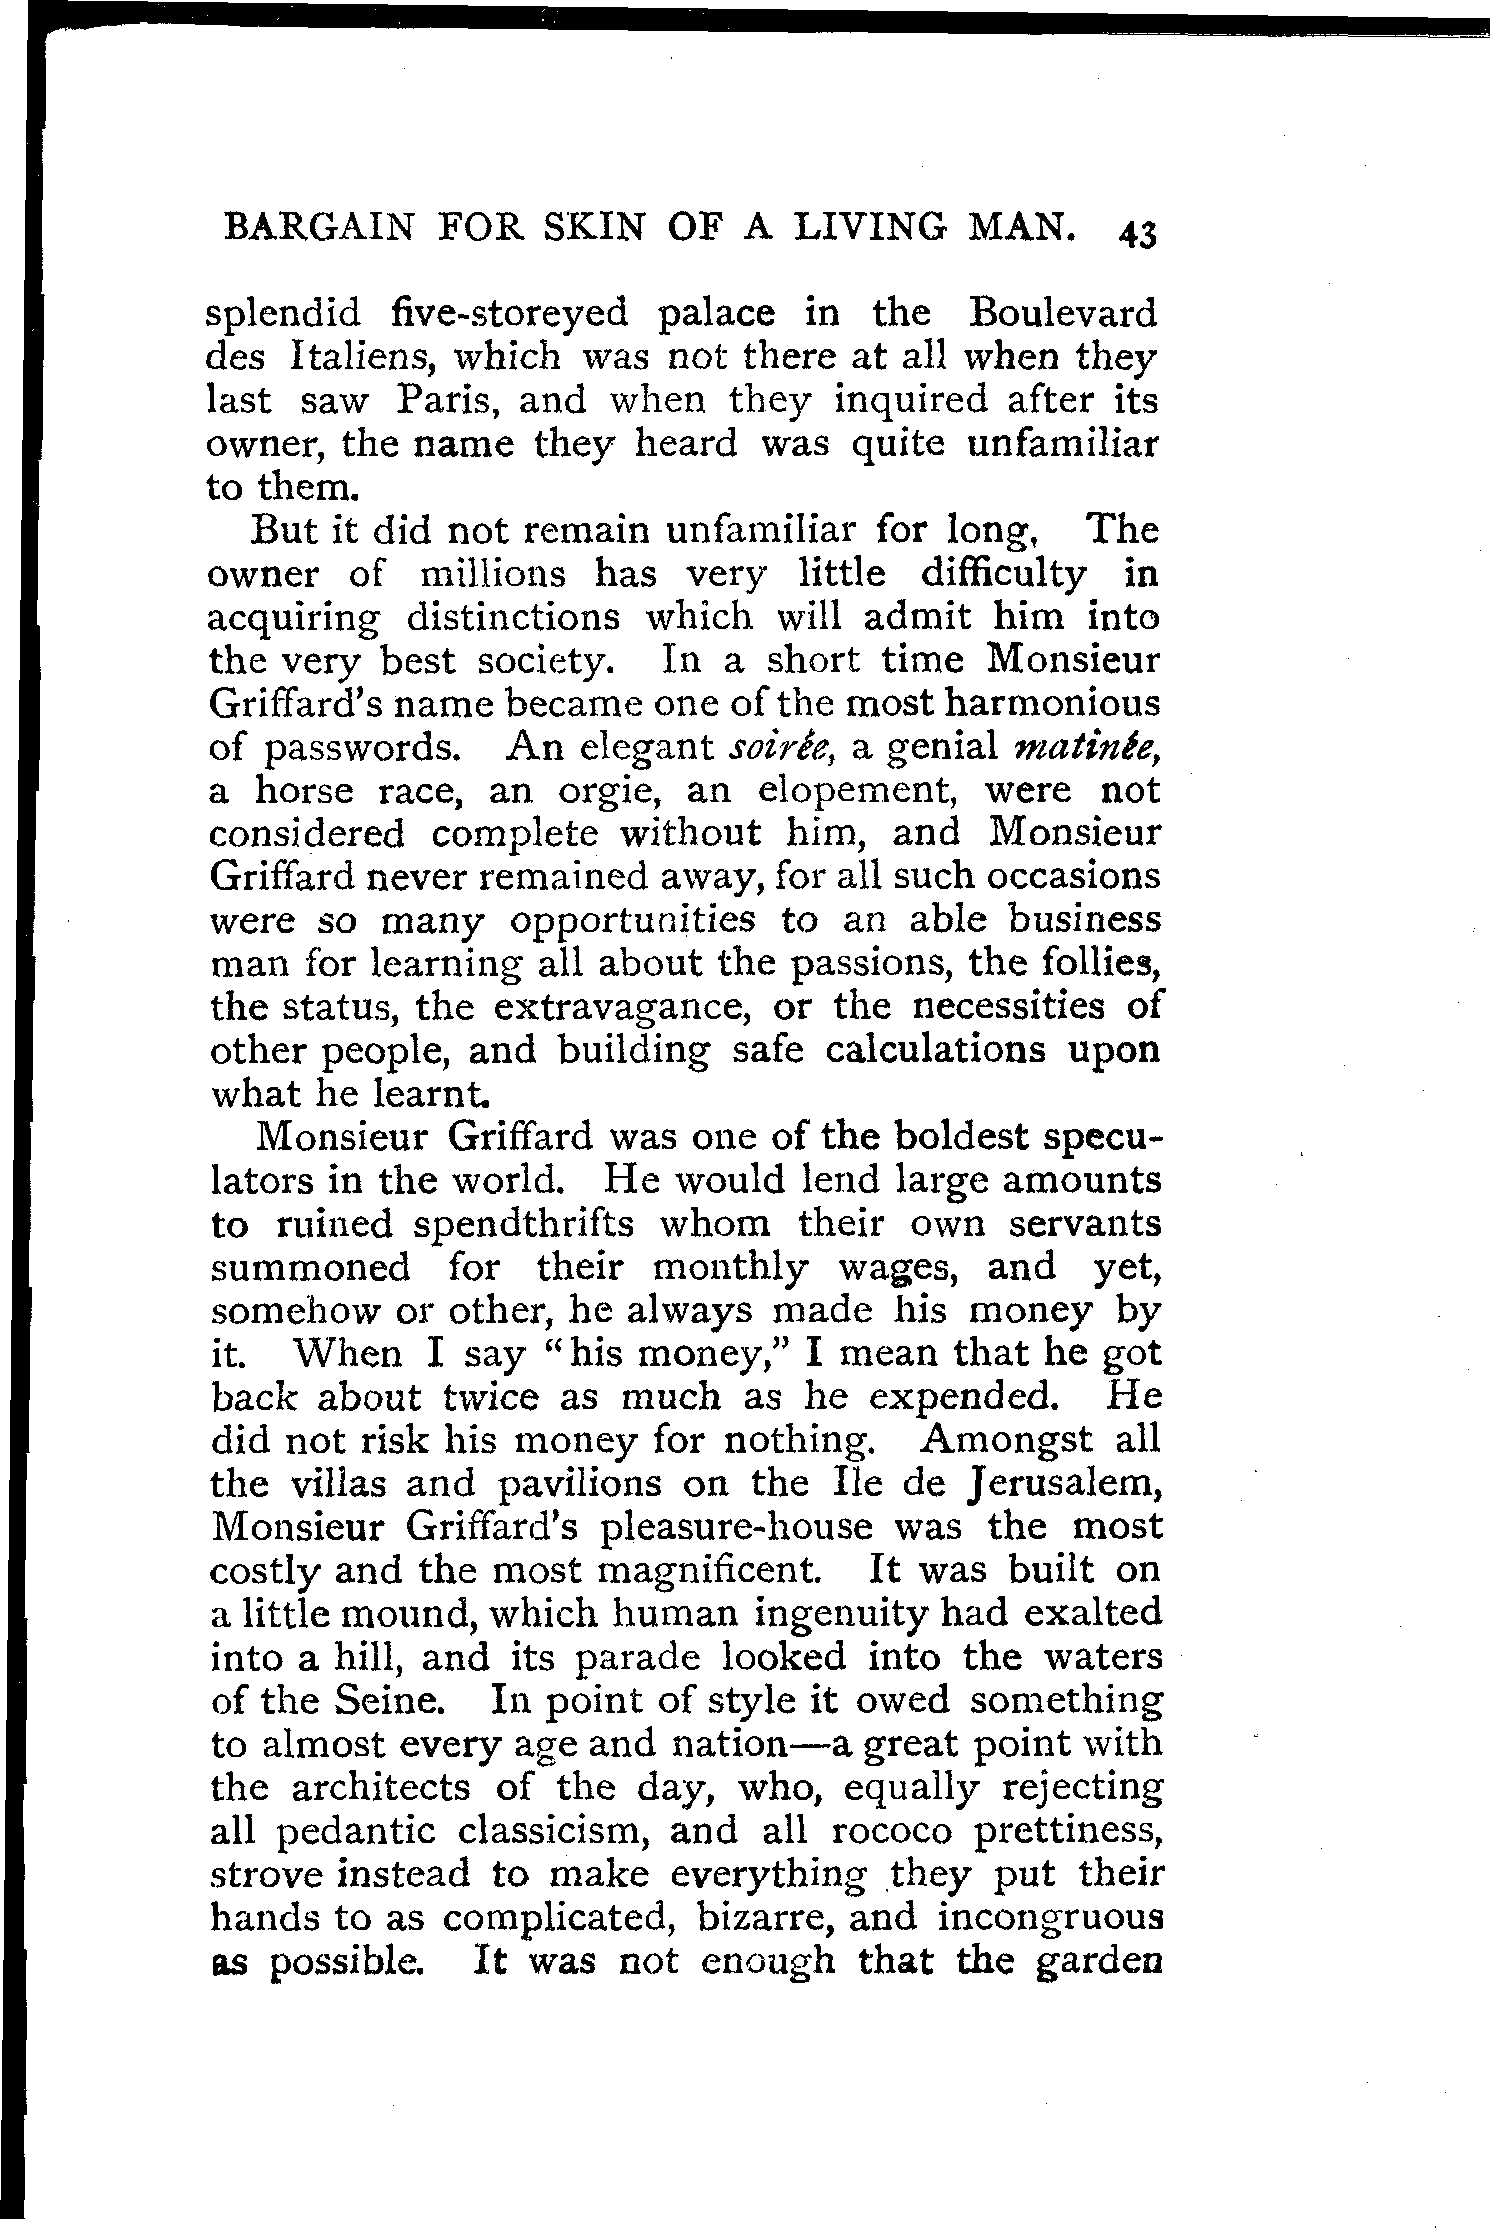 BARGAIN FOR SKIN OF A LIVING MAN. 43
splendid five-storeyed palace in the Boulevard
des Italiens, which was not there at all when they
last saw Paris, and when they inquired after its
owner, the name they heard was quite unfamiliar
to them.
But it did not remain unfamiliar for long, The
owner of millions has very little difficulty in
acquiring distinctions which will admit him into
the very best society. In a short time Monsieur
Griffard's name became one of the most harmonious
of passwords. An elegant soirée, a genial matinée,
a horse race, an orgie, an elopement, were not
considered complete without him, and Monsieur
Griffard never remained away, for all such occasions
were so many opportunities to an able business
man for learning all about the passions, the follies,
the status, the extravagance, or the necessities of
other people, and building safe calculations upon
what he learnt.
Monsieur Griffard was one of the boldest specu-
lators in the world. He would lend large amounts
to ruined spendthrifts whom their own servants
summoned for their monthly wages, and yet,
somehow or other, he always made his money by
it. When I say "his money," I mean that he got
back about twice as much as he expended. He
did not risk his money for nothing. Amongst all
the villas and pavilions on the Ile de Jerusalem,
Monsieur Griffard's pleasure-house was the most
costly and the most magnificent. It was built on
a little mound, which human ingenuity had exalted
into a hill, and its parade looked into the waters
of the Seine. In point of style it owed something
to almost every age and nation—a great point with
the architects of the day, who, equally rejecting
all pedantic classicism, and all rococo prettiness,
strove instead to make everything they put their
hands to as complicated, bizarre, and incongruous
as possible. It was not enough that the garden